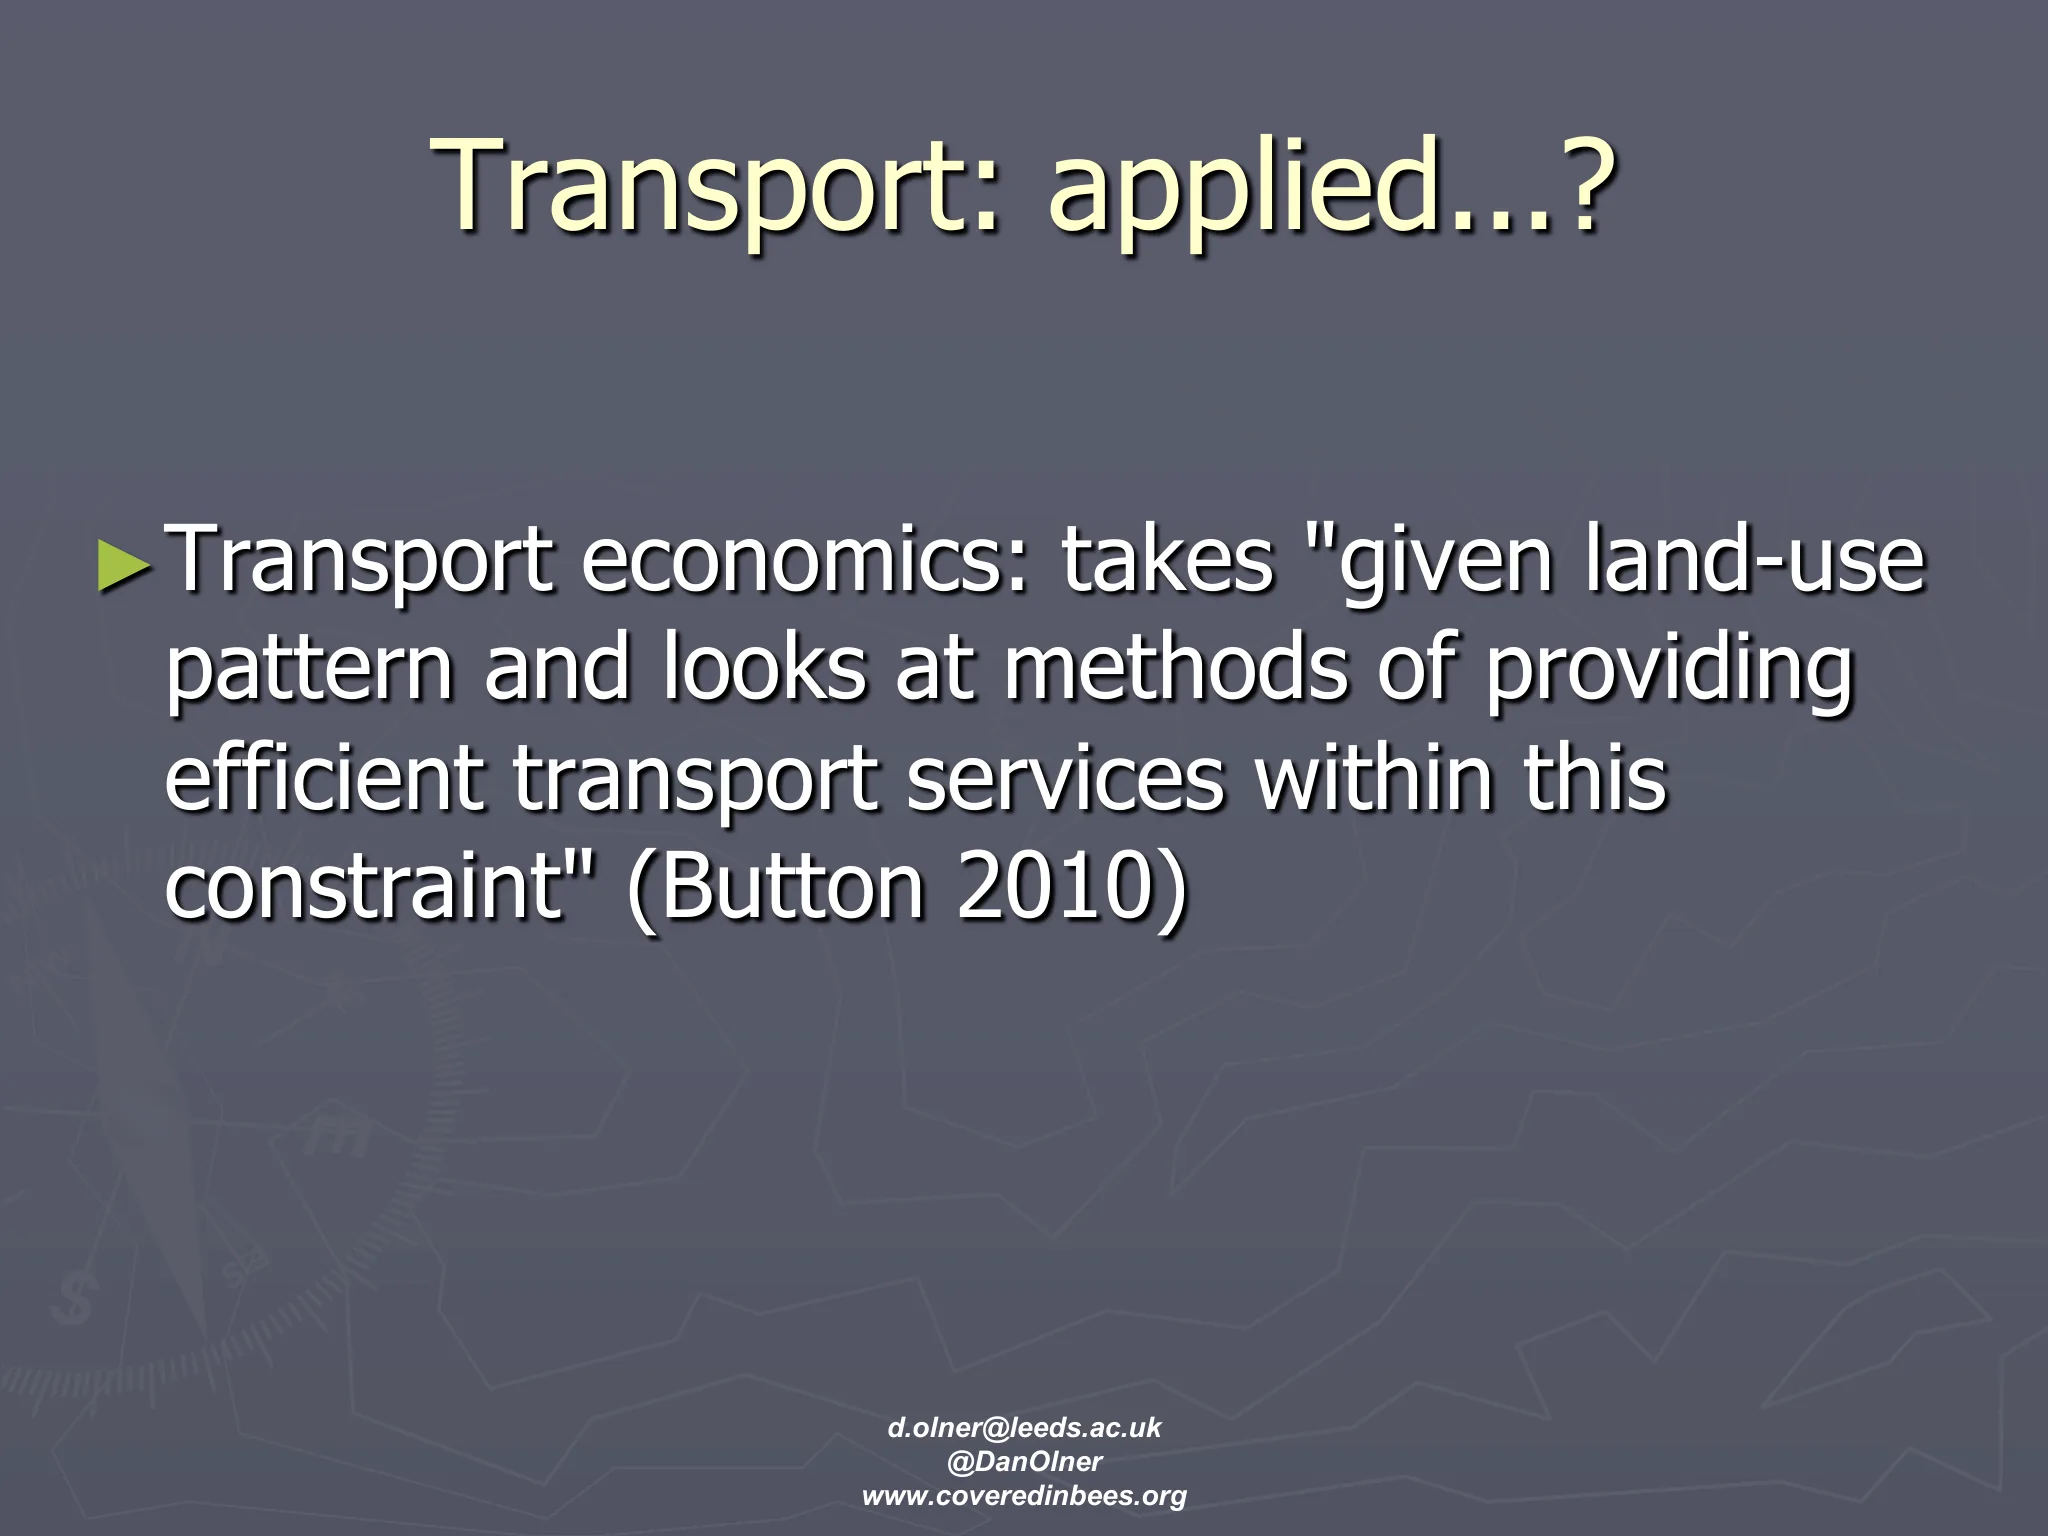 Transport: applied...?
►Transport economics: takes "given land-use
pattern and looks at methods of providing
efficient transport services within this
constraint" (Button 2010)
N
E
S
SE
d.olner@leeds.ac.uk
@DanOlner
www.coveredinbees.org